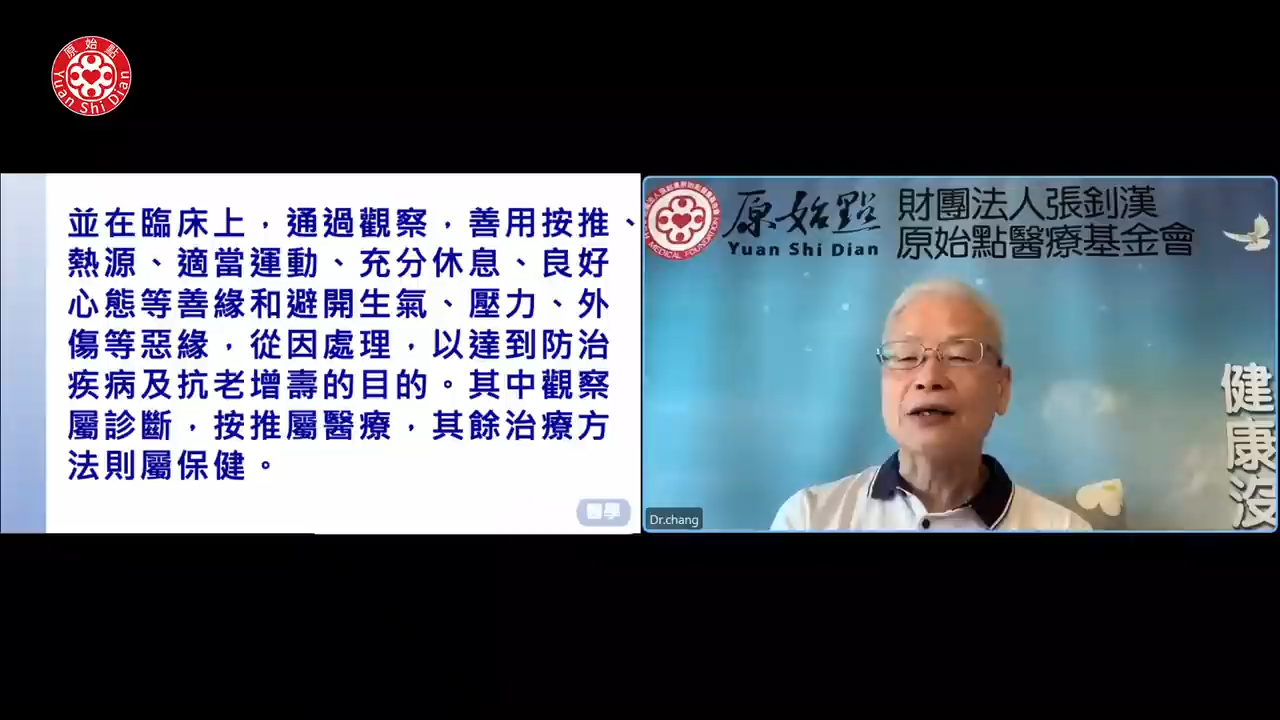 原始點
Yuan Shi Dian
並在臨床上，通過觀察，善用按推、
熱源、適當運動、充分休息、良好
心態等善緣和避開生氣、壓力、外
傷等惡緣，從因處理，以達到防治
疾病及抗老增壽的目的。其中觀察
屬診斷，按推屬醫療，其餘治療方
法則屬保健。
醫學
原始點
Yuan Shi Dian
財團法人張釗漢
原始點醫療基金會
健康沒
Dr.chang